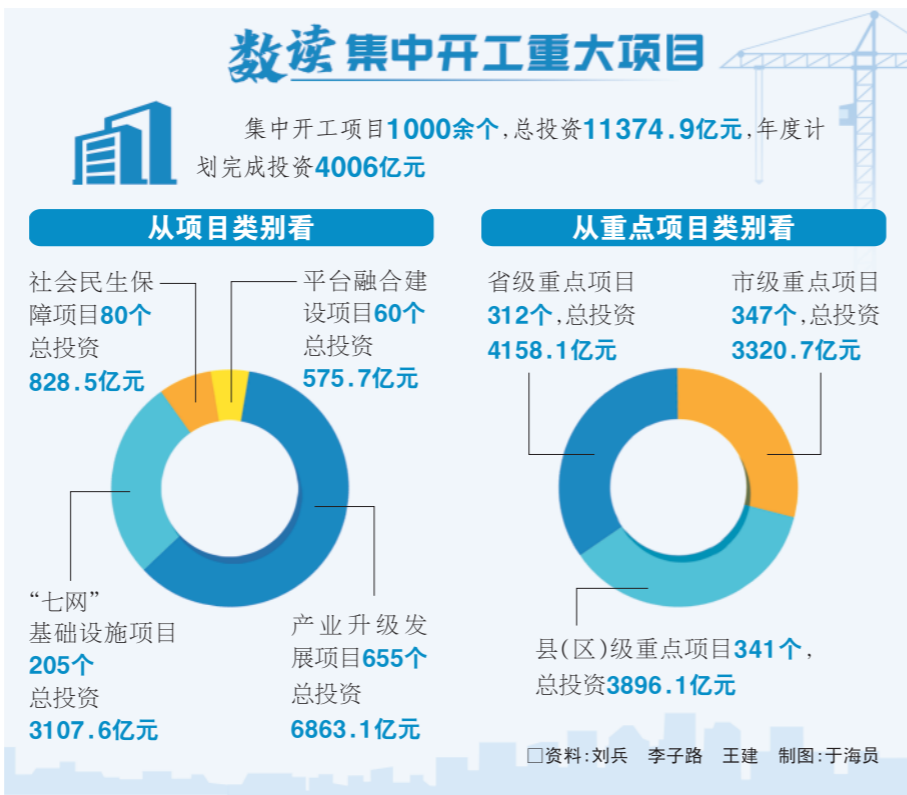 数读集中开工重大项目
集中开工项目1000余个,总投资11374.9亿元,年度计
划完成投资4006亿元
从项目类别看
社会民生保
障项目80个
总投资
828.5亿元
平台融合建
设项目60个
总投资
575.7亿元
“七网”
基础设施项目
205个
总投资
3107.6亿元
产业升级发
展项目655个
总投资
6863.1亿元
从重点项目类别看
省级重点项目
312个,总投资
4158.1亿元
市级重点项目
347个,总投资
3320.7亿元
县(区)级重点项目341个,
总投资3896.1亿元
□资料:刘兵 李子路 王建 制图:于海员